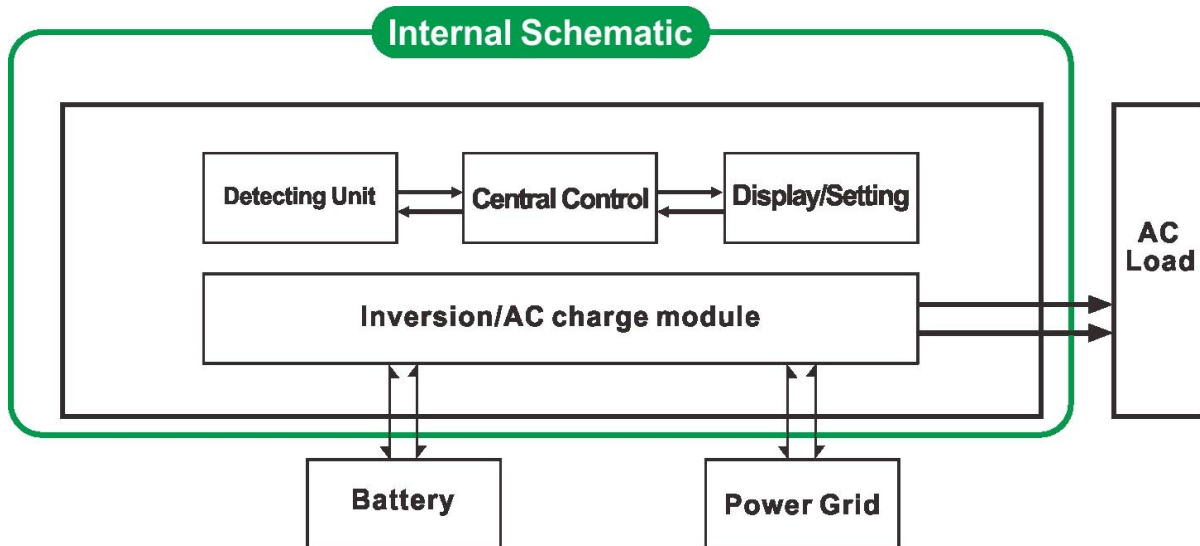 Internal Schematic
Detecting Unit
Central Control
Display/Setting
AC
Load
Inversion/AC charge module
Battery
Power Grid